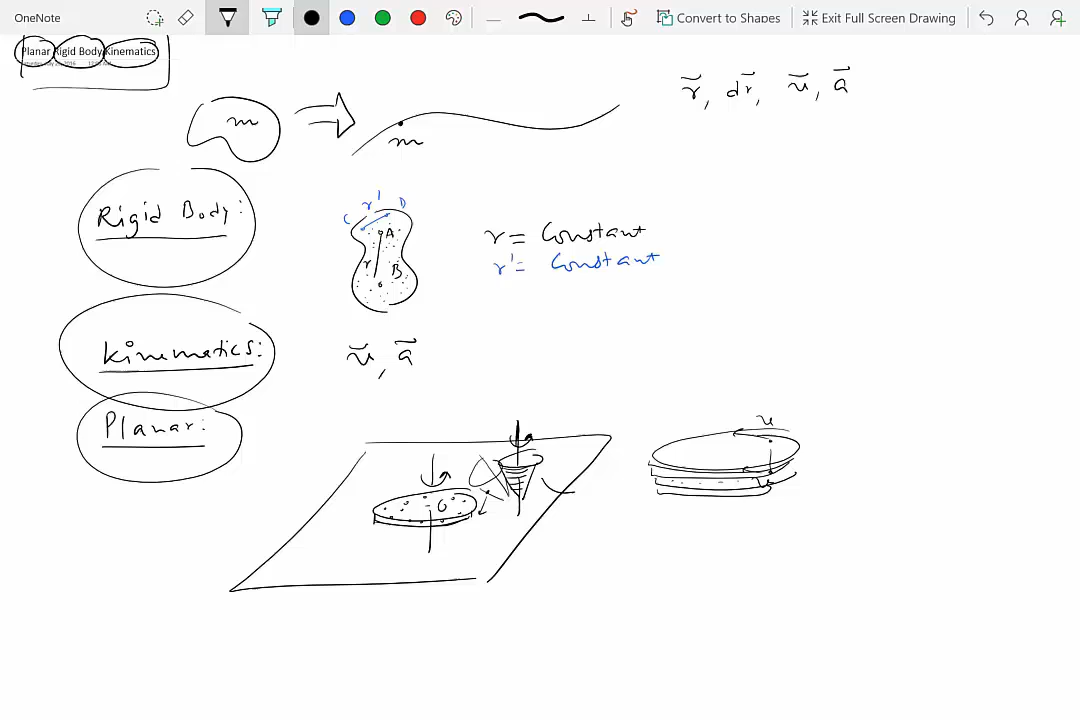 OneNote
Convert to Shapes
Exit Full Screen Drawing
Planar Rigid Body Kinematics
r⃗, dr⃗, v⃗, a⃗
m
m
Rigid Body:
r'
C
D
A
r
B
r = Constant
r' = Constant
Kinematics:
v⃗, a⃗
Planar:
v